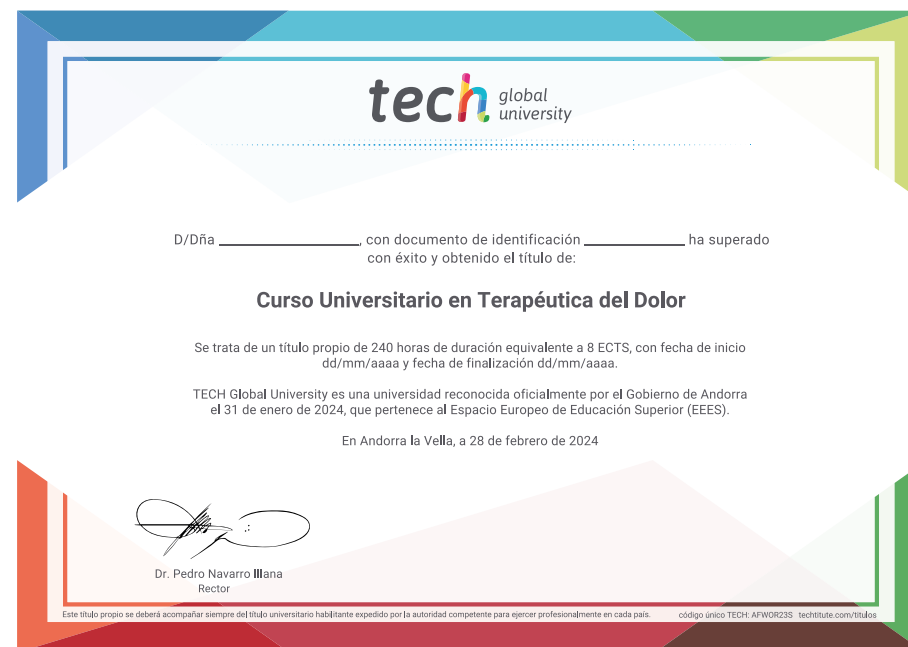 tech global university
D/Dña ____________________, con documento de identificación ______________ ha superado
con éxito y obtenido el título de:
Curso Universitario en Terapéutica del Dolor
Se trata de un título propio de 240 horas de duración equivalente a 8 ECTS, con fecha de inicio
dd/mm/aaaa y fecha de finalización dd/mm/aaaa.
TECH Global University es una universidad reconocida oficialmente por el Gobierno de Andorra
el 31 de enero de 2024, que pertenece al Espacio Europeo de Educación Superior (EEES).
En Andorra la Vella, a 28 de febrero de 2024
Dr. Pedro Navarro Illana
Rector
Este título propio se deberá acompañar siempre del título universitario habilitante expedido por la autoridad competente para ejercer profesionalmente en cada país. código único TECH: AFWOR23S techtitute.com/titulos